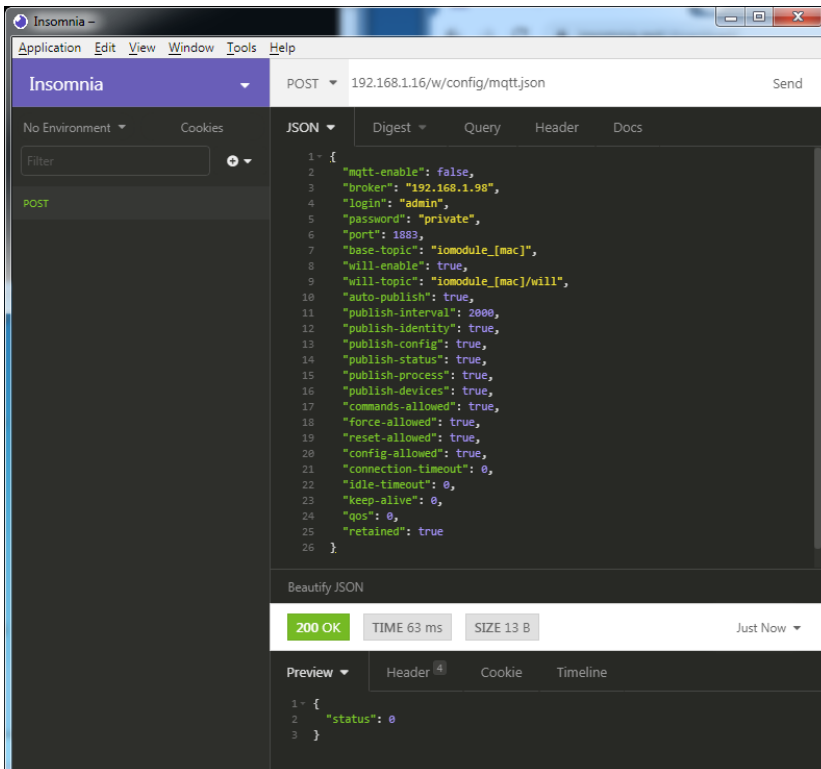 Insomnia –
Application Edit View Window Tools Help
Insomnia
POST 192.168.1.16/w/config/mqtt.json Send
No Environment Cookies
JSON Digest Query Header Docs
Filter
POST
1 {
2 "mqtt-enable": false,
3 "broker": "192.168.1.98",
4 "login": "admin",
5 "password": "private",
6 "port": 1883,
7 "base-topic": "iomodule_[mac]",
8 "will-enable": true,
9 "will-topic": "iomodule_[mac]/will",
10 "auto-publish": true,
11 "publish-interval": 2000,
12 "publish-identity": true,
13 "publish-config": true,
14 "publish-status": true,
15 "publish-process": true,
16 "publish-devices": true,
17 "commands-allowed": true,
18 "force-allowed": true,
19 "reset-allowed": true,
20 "config-allowed": true,
21 "connection-timeout": 0,
22 "idle-timeout": 0,
23 "keep-alive": 0,
24 "qos": 0,
25 "retained": true
26 }
Beautify JSON
200 OK TIME 63 ms SIZE 13 B Just Now
Preview Header 4 Cookie Timeline
1 {
2 "status": 0
3 }